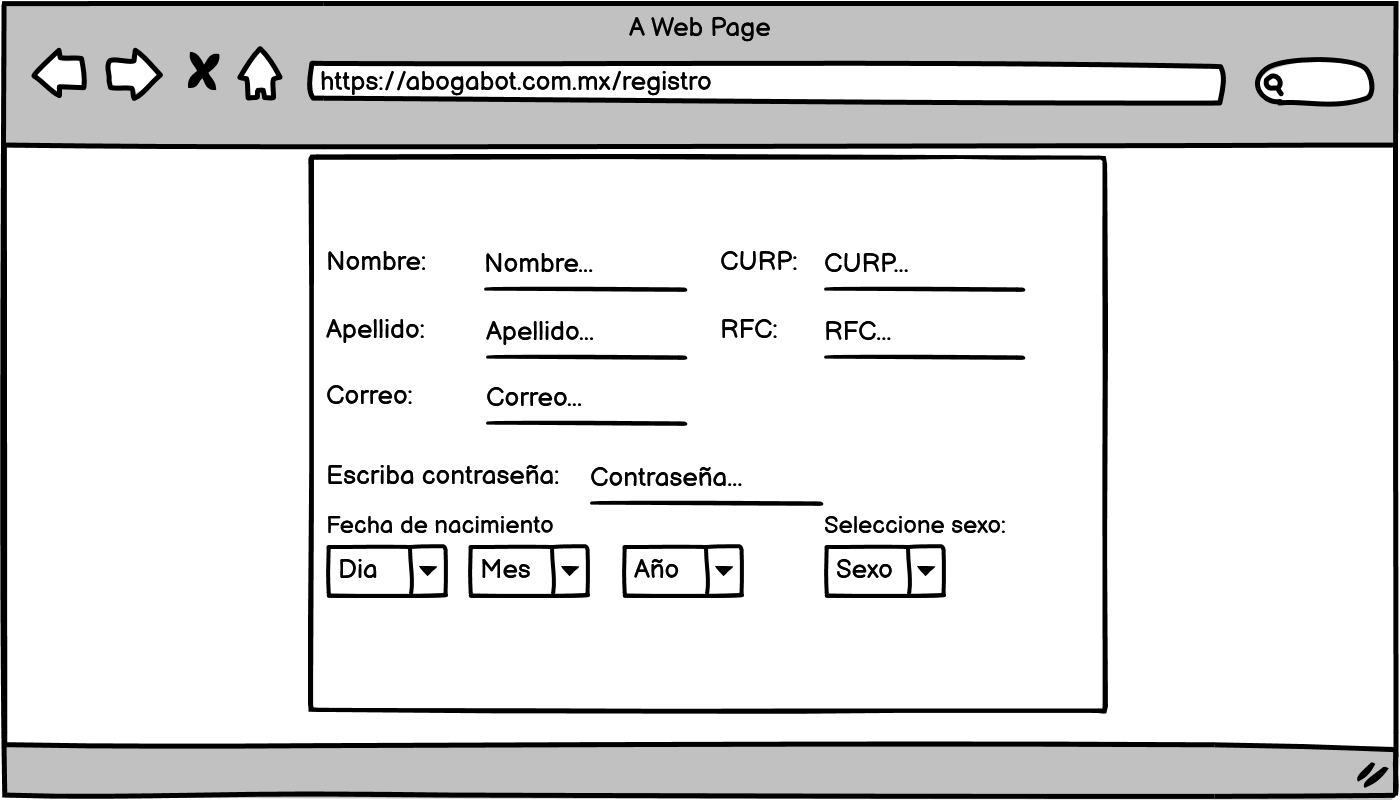 A Web Page
https://abogabot.com.mx/registro
Nombre: Nombre... CURP: CURP...
Apellido: Apellido... RFC: RFC...
Correo: Correo...
Escriba contraseña: Contraseña...
Fecha de nacimiento Seleccione sexo:
Dia Mes Año Sexo